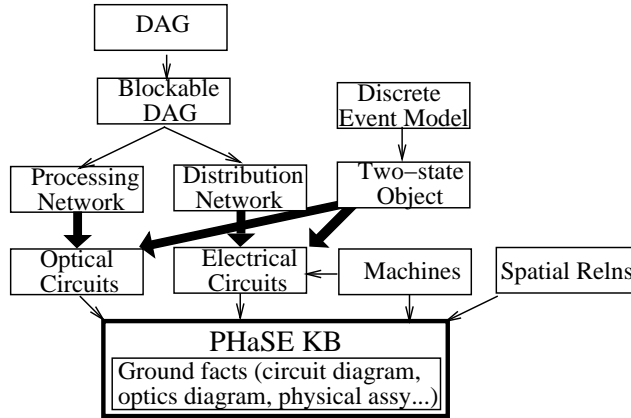 DAG
Blockable
DAG
Discrete
Event Model
Processing
Network
Distribution
Network
Two-state
Object
Optical
Circuits
Electrical
Circuits
Machines
Spatial Relns
PHaSE KB
Ground facts (circuit diagram,
optics diagram, physical assy...)